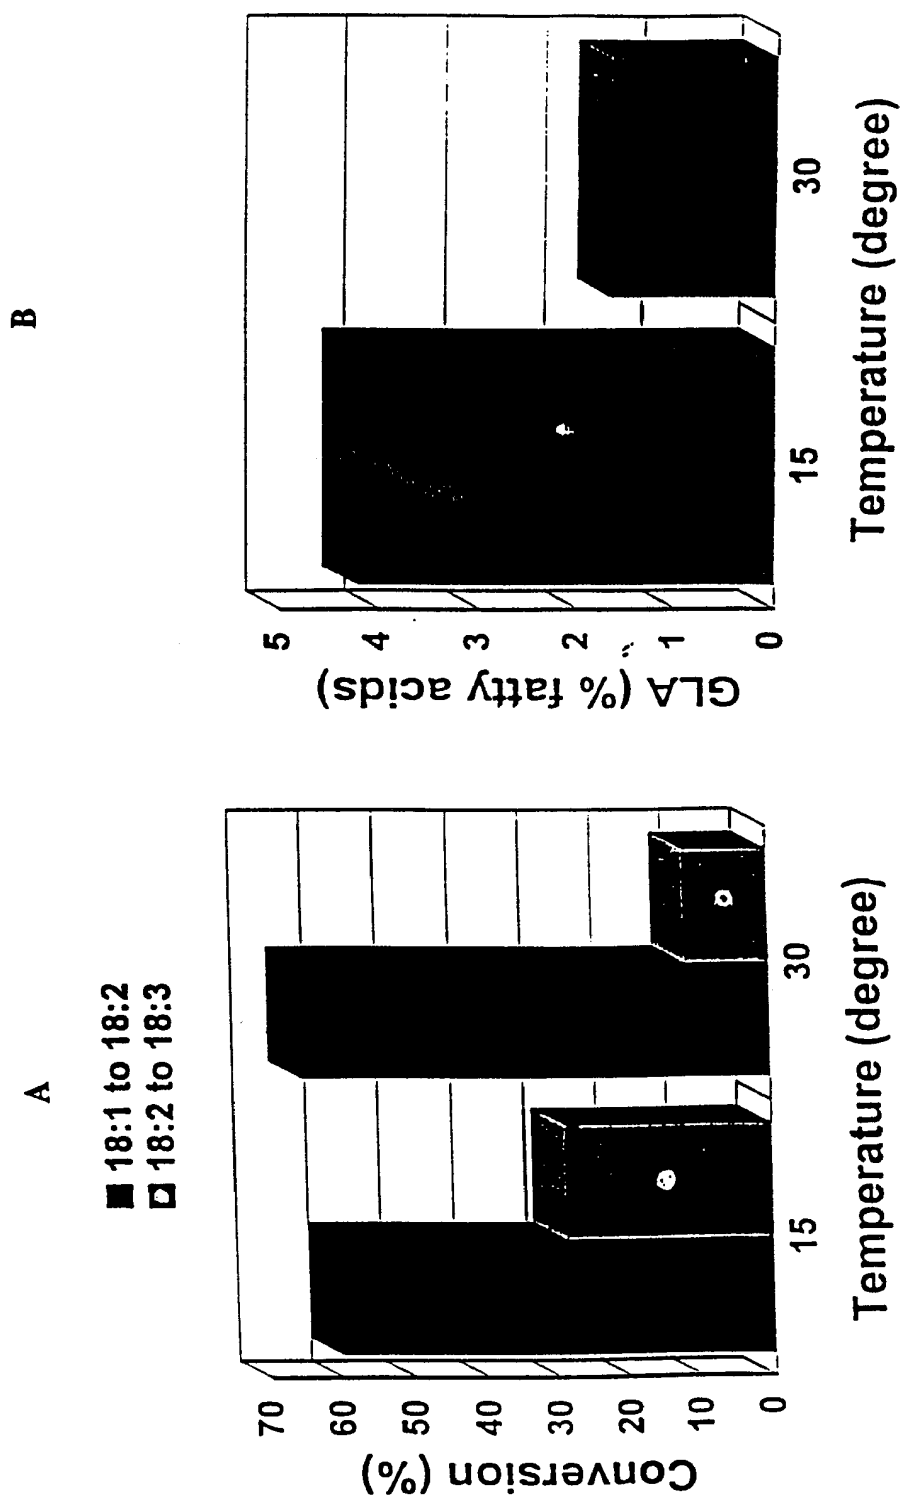 A
18:1 to 18:2
18:2 to 18:3
Conversion (%)
70
60
50
40
30
20
10
0
15
30
Temperature (degree)
B
GLA (% fatty acids)
5
4
3
2
1
0
15
30
Temperature (degree)